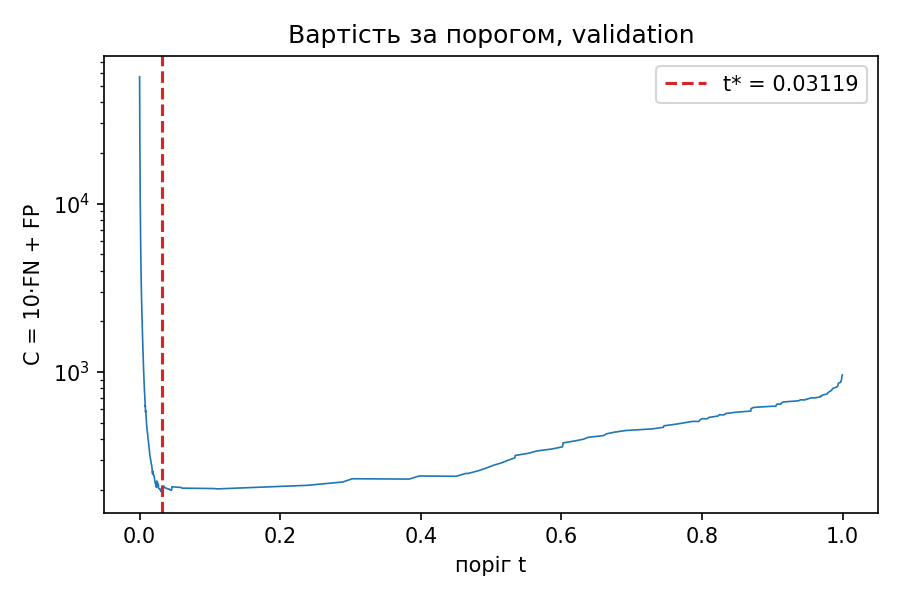 Вартість за порогом, validation
t* = 0.03119
C = 10·FN + FP
10⁴
10³
0.0 0.2 0.4 0.6 0.8 1.0
поріг t